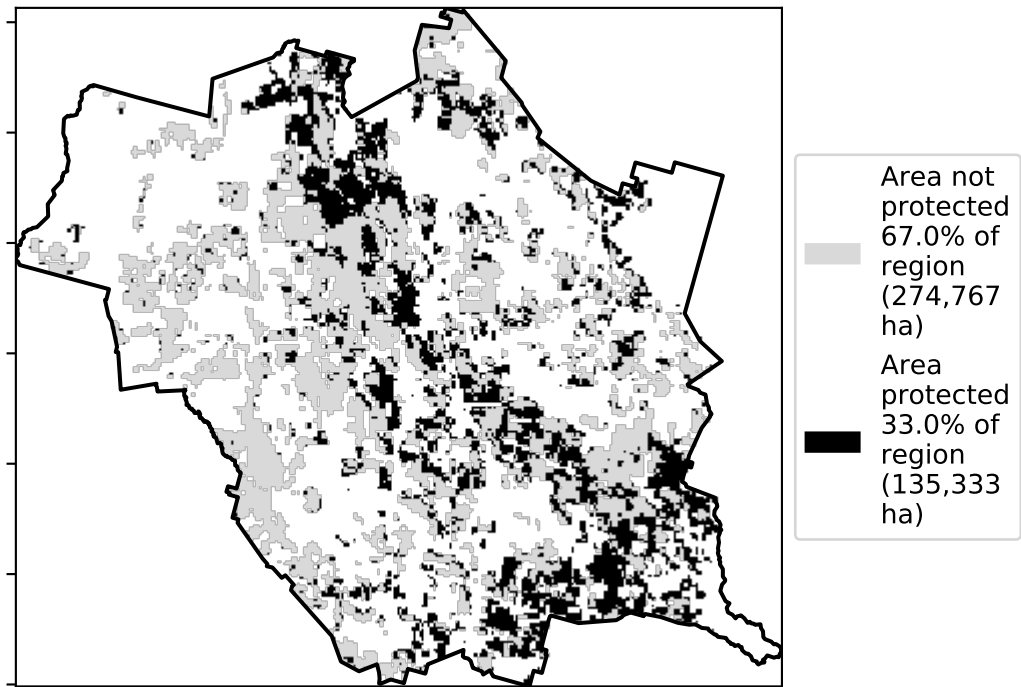 Area not
protected
67.0% of
region
(274,767
ha)
Area
protected
33.0% of
region
(135,333
ha)